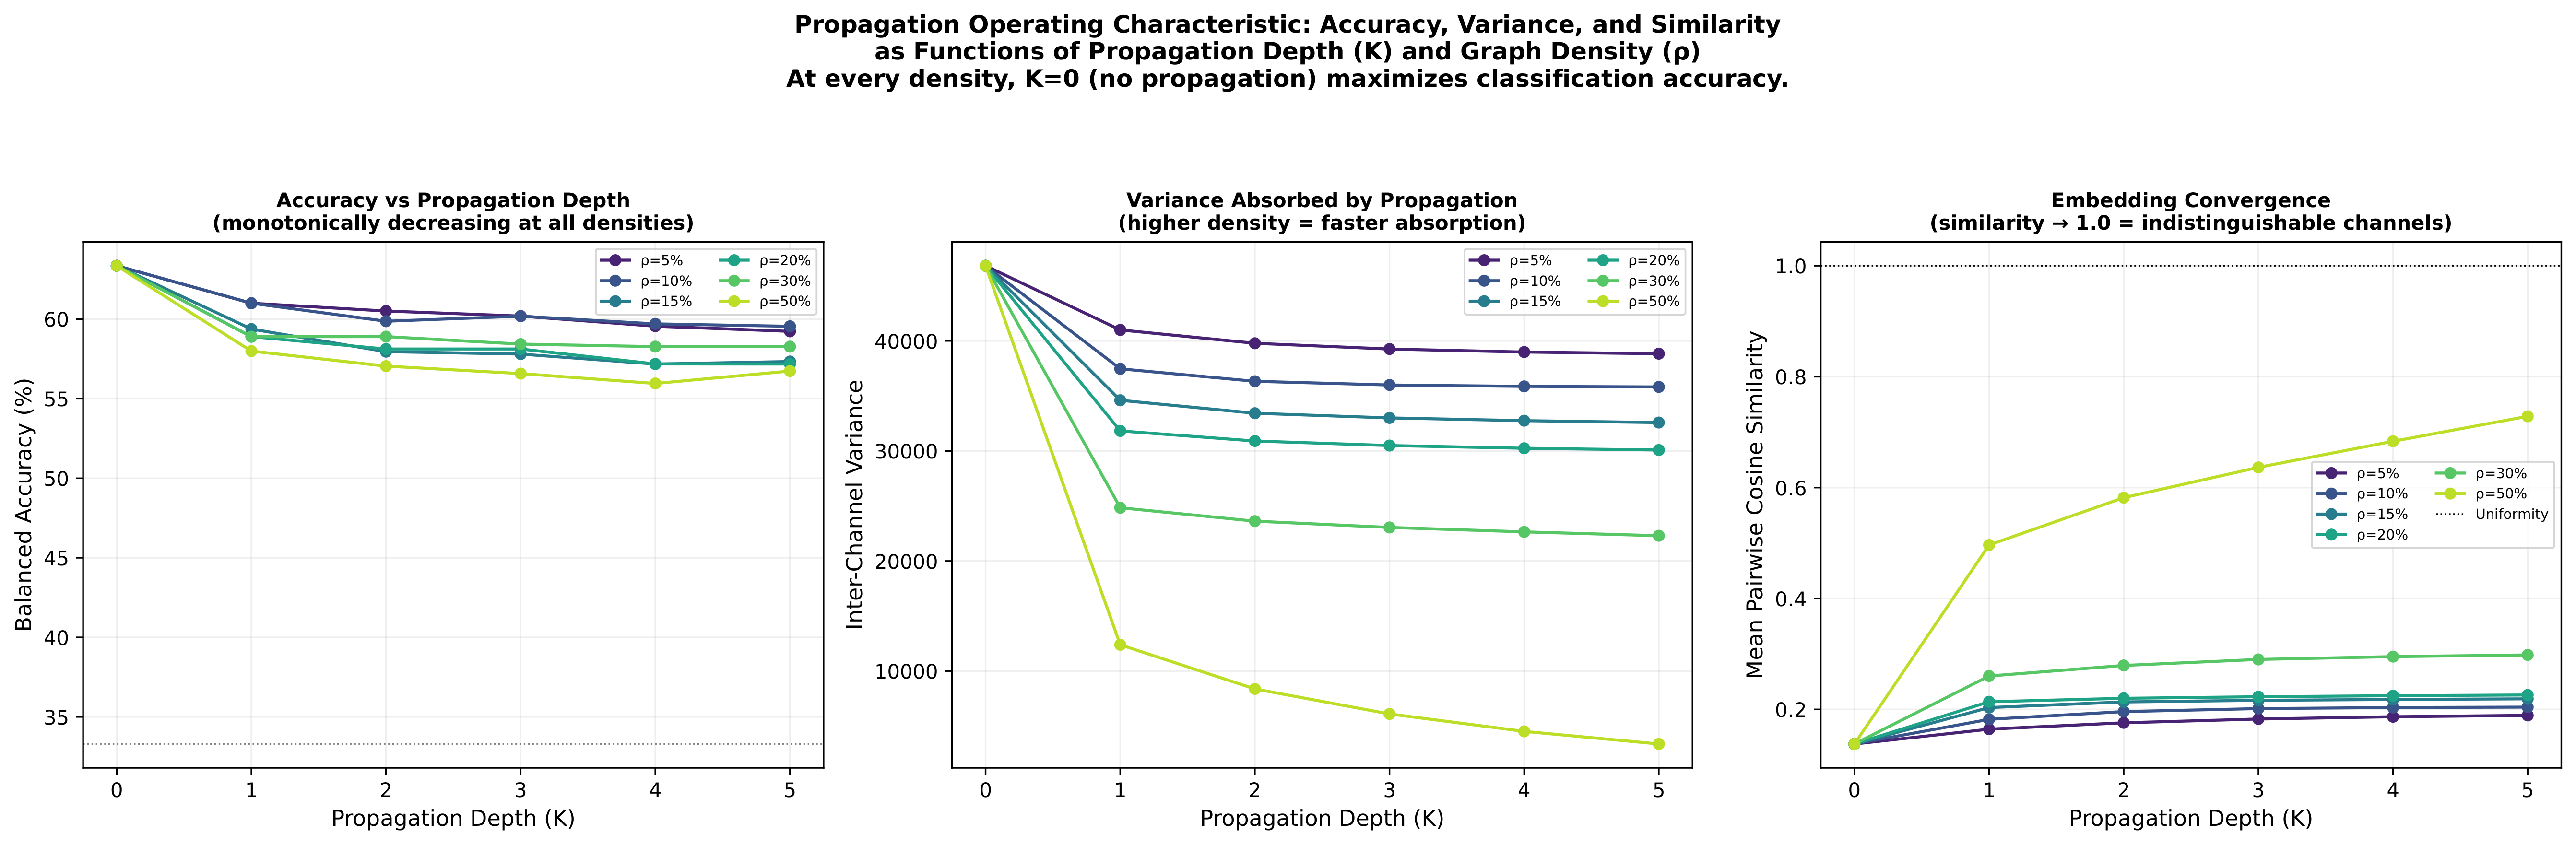 Propagation Operating Characteristic: Accuracy, Variance, and Similarity
as Functions of Propagation Depth (K) and Graph Density (ρ)
At every density, K=0 (no propagation) maximizes classification accuracy.
Accuracy vs Propagation Depth
(monotonically decreasing at all densities)
Balanced Accuracy (%)
60
55
50
45
40
35
0 1 2 3 4 5
Propagation Depth (K)
ρ=5% ρ=20%
ρ=10% ρ=30%
ρ=15% ρ=50%
Variance Absorbed by Propagation
(higher density = faster absorption)
Inter-Channel Variance
40000
30000
20000
10000
0 1 2 3 4 5
Propagation Depth (K)
ρ=5% ρ=20%
ρ=10% ρ=30%
ρ=15% ρ=50%
Embedding Convergence
(similarity → 1.0 = indistinguishable channels)
Mean Pairwise Cosine Similarity
1.0
0.8
0.6
0.4
0.2
0 1 2 3 4 5
Propagation Depth (K)
ρ=5% ρ=30%
ρ=10% ρ=50%
ρ=15% Uniformity
ρ=20%